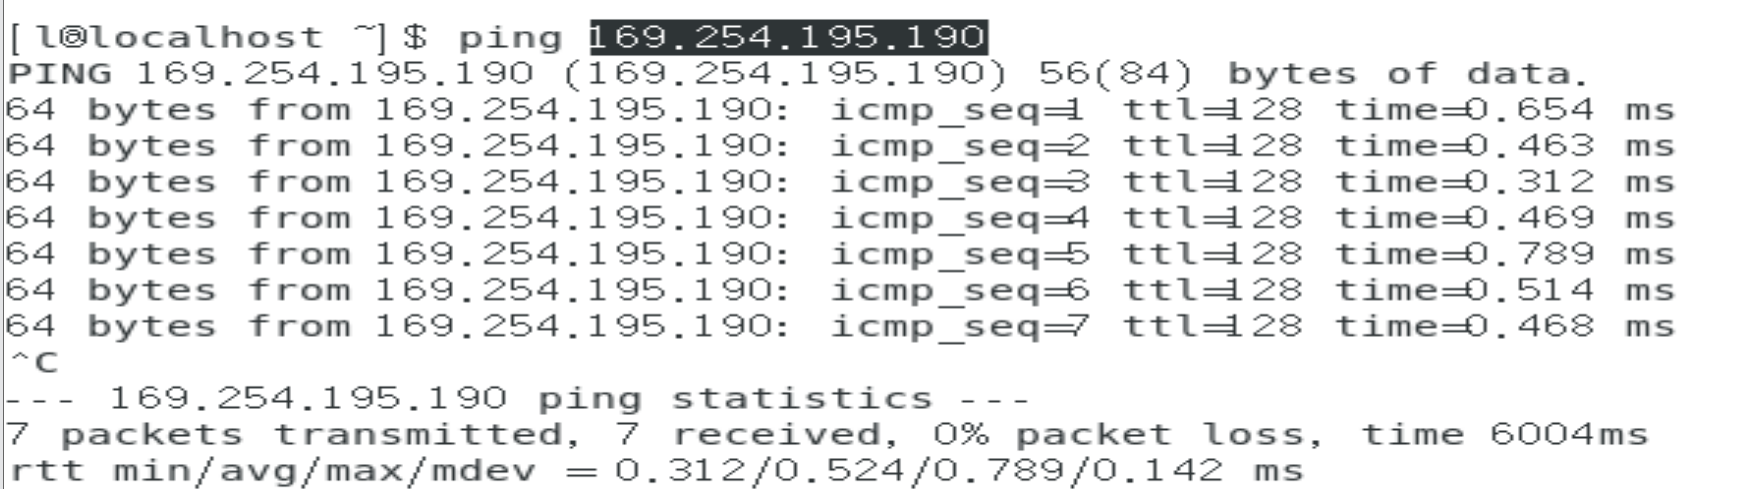 [l@localhost ~]$ ping 169.254.195.190
PING 169.254.195.190 (169.254.195.190) 56(84) bytes of data.
64 bytes from 169.254.195.190: icmp_seq=1 ttl=128 time=0.654 ms
64 bytes from 169.254.195.190: icmp_seq=2 ttl=128 time=0.463 ms
64 bytes from 169.254.195.190: icmp_seq=3 ttl=128 time=0.312 ms
64 bytes from 169.254.195.190: icmp_seq=4 ttl=128 time=0.469 ms
64 bytes from 169.254.195.190: icmp_seq=5 ttl=128 time=0.789 ms
64 bytes from 169.254.195.190: icmp_seq=6 ttl=128 time=0.514 ms
64 bytes from 169.254.195.190: icmp_seq=7 ttl=128 time=0.468 ms
^C
--- 169.254.195.190 ping statistics ---
7 packets transmitted, 7 received, 0% packet loss, time 6004ms
rtt min/avg/max/mdev = 0.312/0.524/0.789/0.142 ms